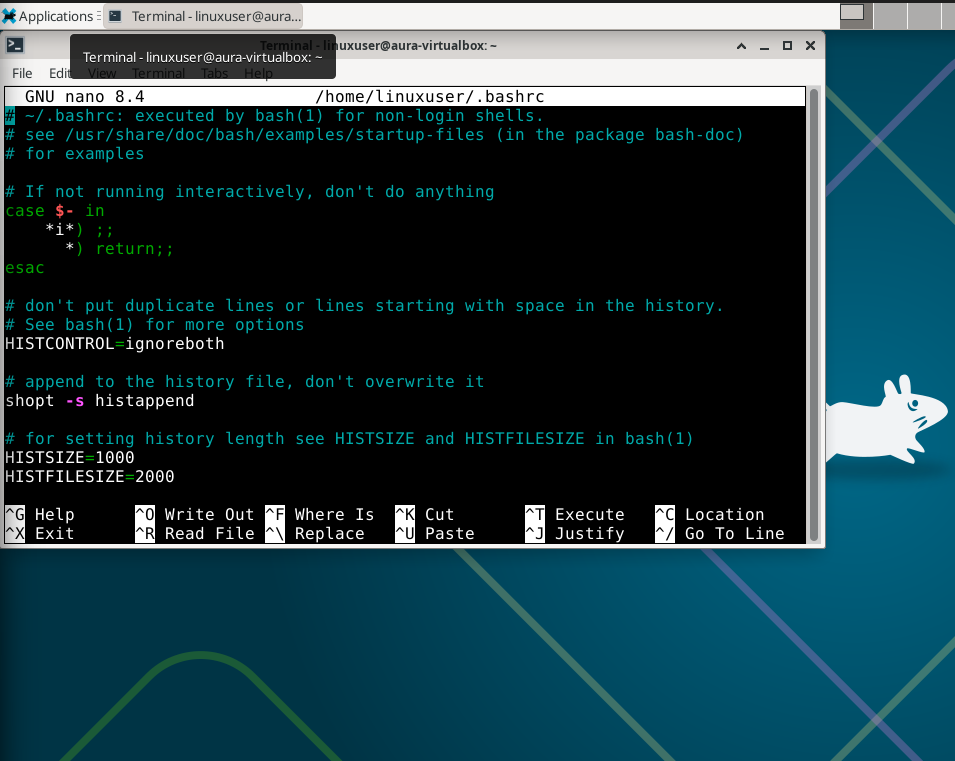 Applications
Terminal - linuxuser@aura...
Terminal - linuxuser@aura-virtualbox: ~
Terminal - linuxuser@aura-virtualbox: ~
File Edit View Terminal Tabs Help
GNU nano 8.4 /home/linuxuser/.bashrc
# ~/.bashrc: executed by bash(1) for non-login shells.
# see /usr/share/doc/bash/examples/startup-files (in the package bash-doc)
# for examples
# If not running interactively, don't do anything
case $- in
*i*) ;;
*) return;;
esac
# don't put duplicate lines or lines starting with space in the history.
# See bash(1) for more options
HISTCONTROL=ignoreboth
# append to the history file, don't overwrite it
shopt -s histappend
# for setting history length see HISTSIZE and HISTFILESIZE in bash(1)
HISTSIZE=1000
HISTFILESIZE=2000
^G Help ^O Write Out ^F Where Is ^K Cut ^T Execute ^C Location
^X Exit ^R Read File ^\ Replace ^U Paste ^J Justify ^/ Go To Line